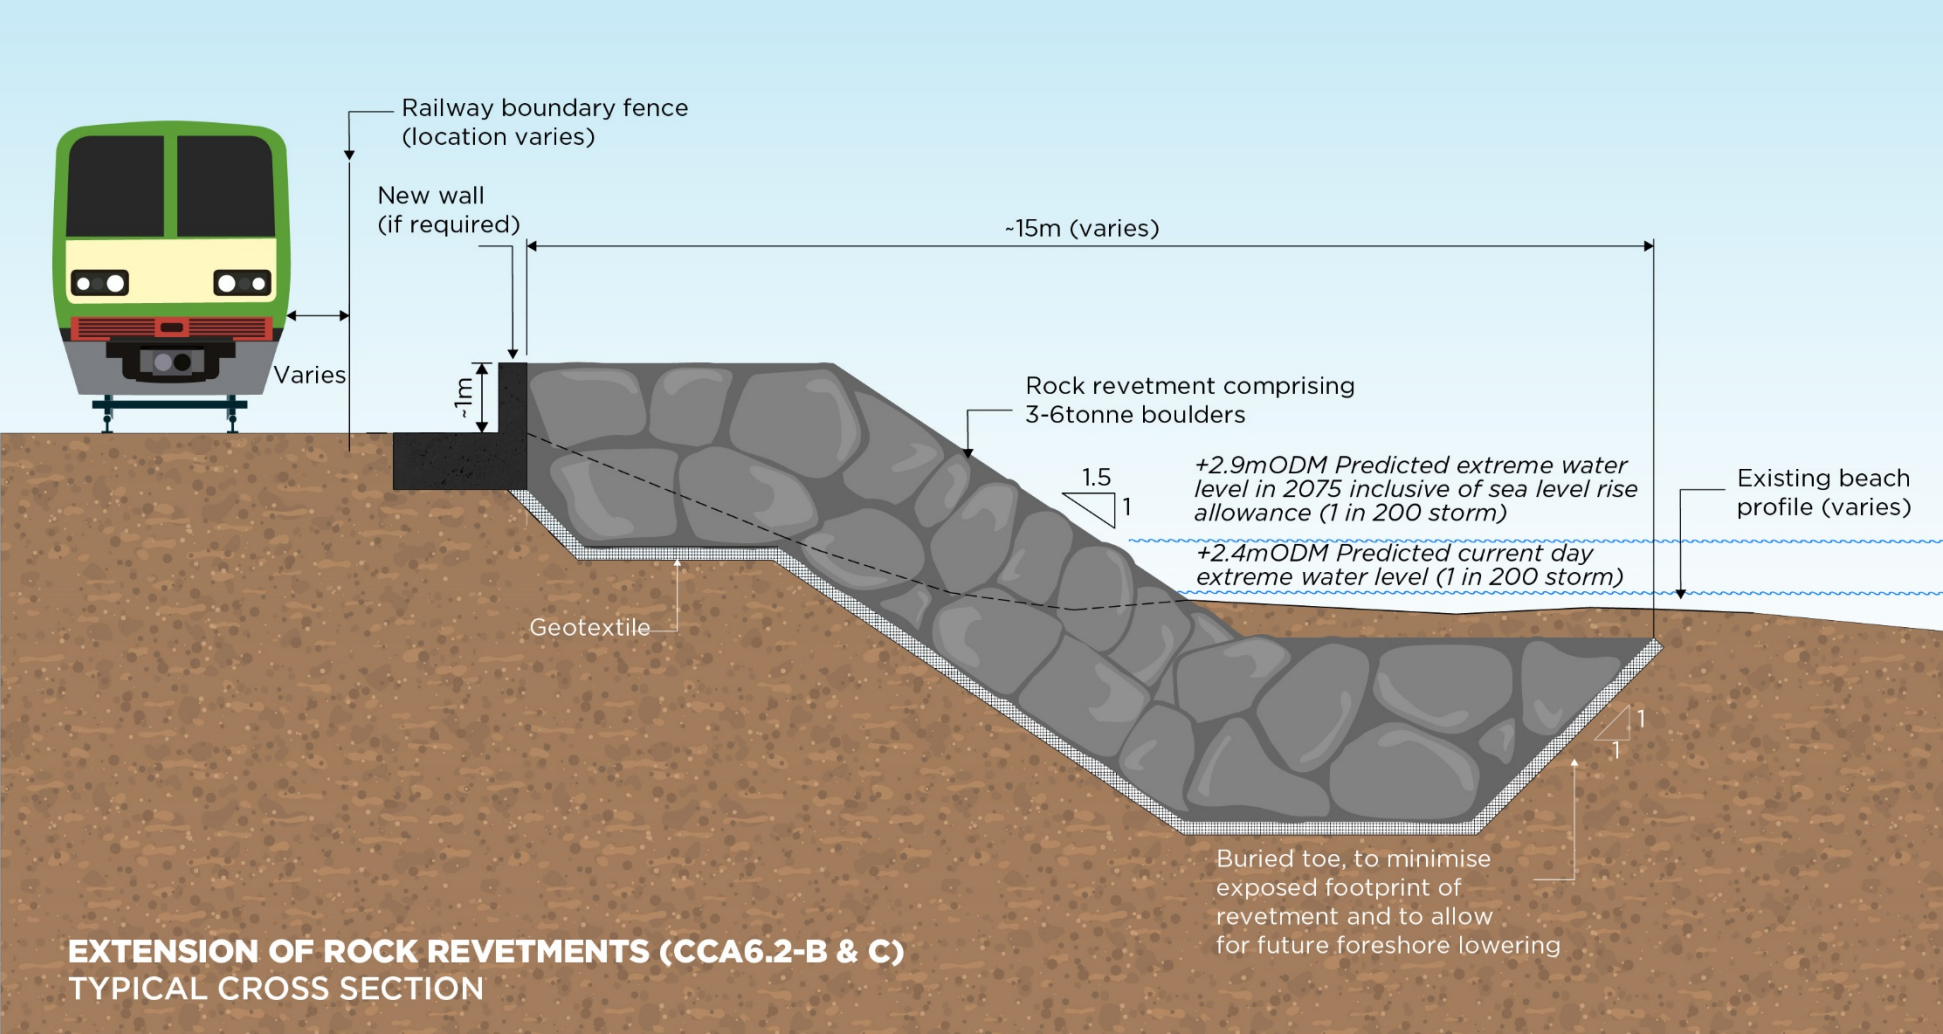 Railway boundary fence
(location varies)
New wall
(if required)
~15m (varies)
Varies
~1m
Rock revetment comprising
3-6tonne boulders
1.5
1
+2.9mODM Predicted extreme water
level in 2075 inclusive of sea level rise
allowance (1 in 200 storm)
+2.4mODM Predicted current day
extreme water level (1 in 200 storm)
Existing beach
profile (varies)
Geotextile
1
1
Buried toe, to minimise
exposed footprint of
revetment and to allow
for future foreshore lowering
EXTENSION OF ROCK REVETMENTS (CCA6.2-B & C)
TYPICAL CROSS SECTION